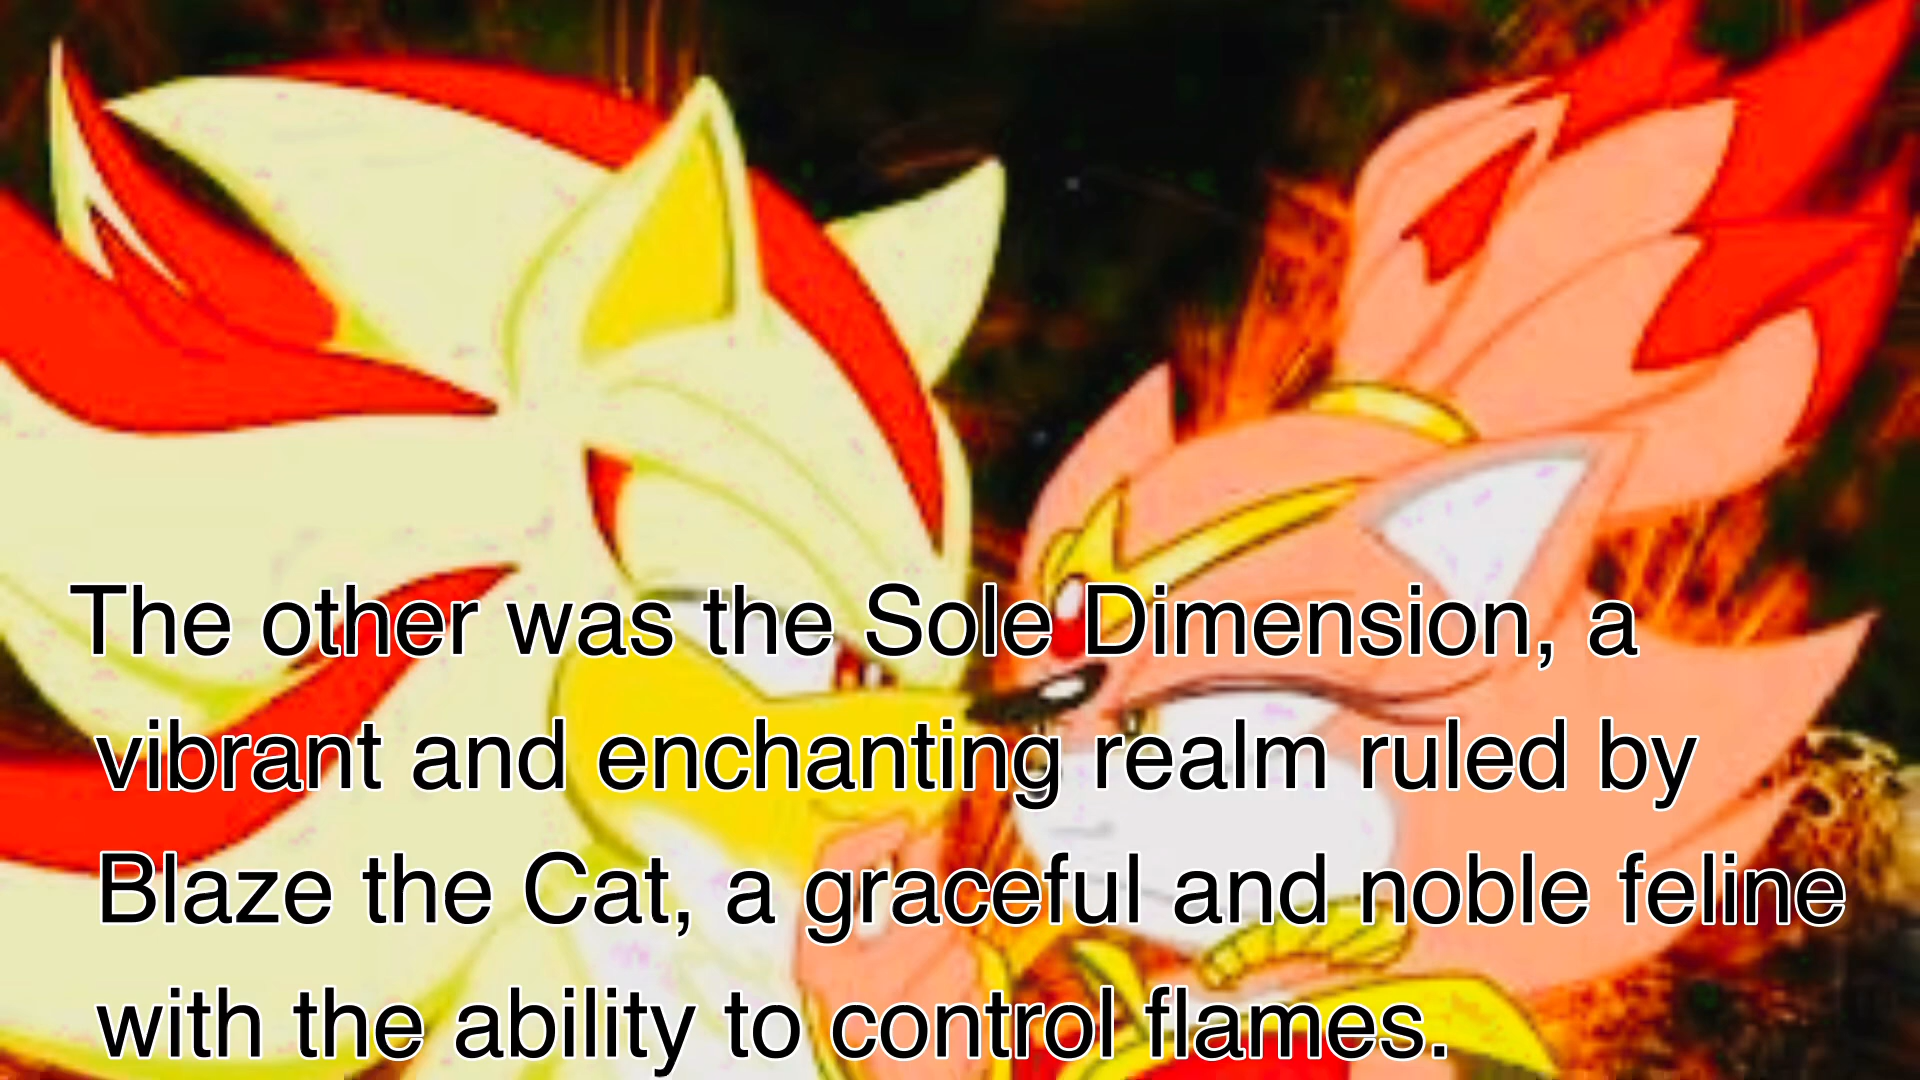 The other was the Sole Dimension, a
vibrant and enchanting realm ruled by
Blaze the Cat, a graceful and noble feline
with the ability to control flames.